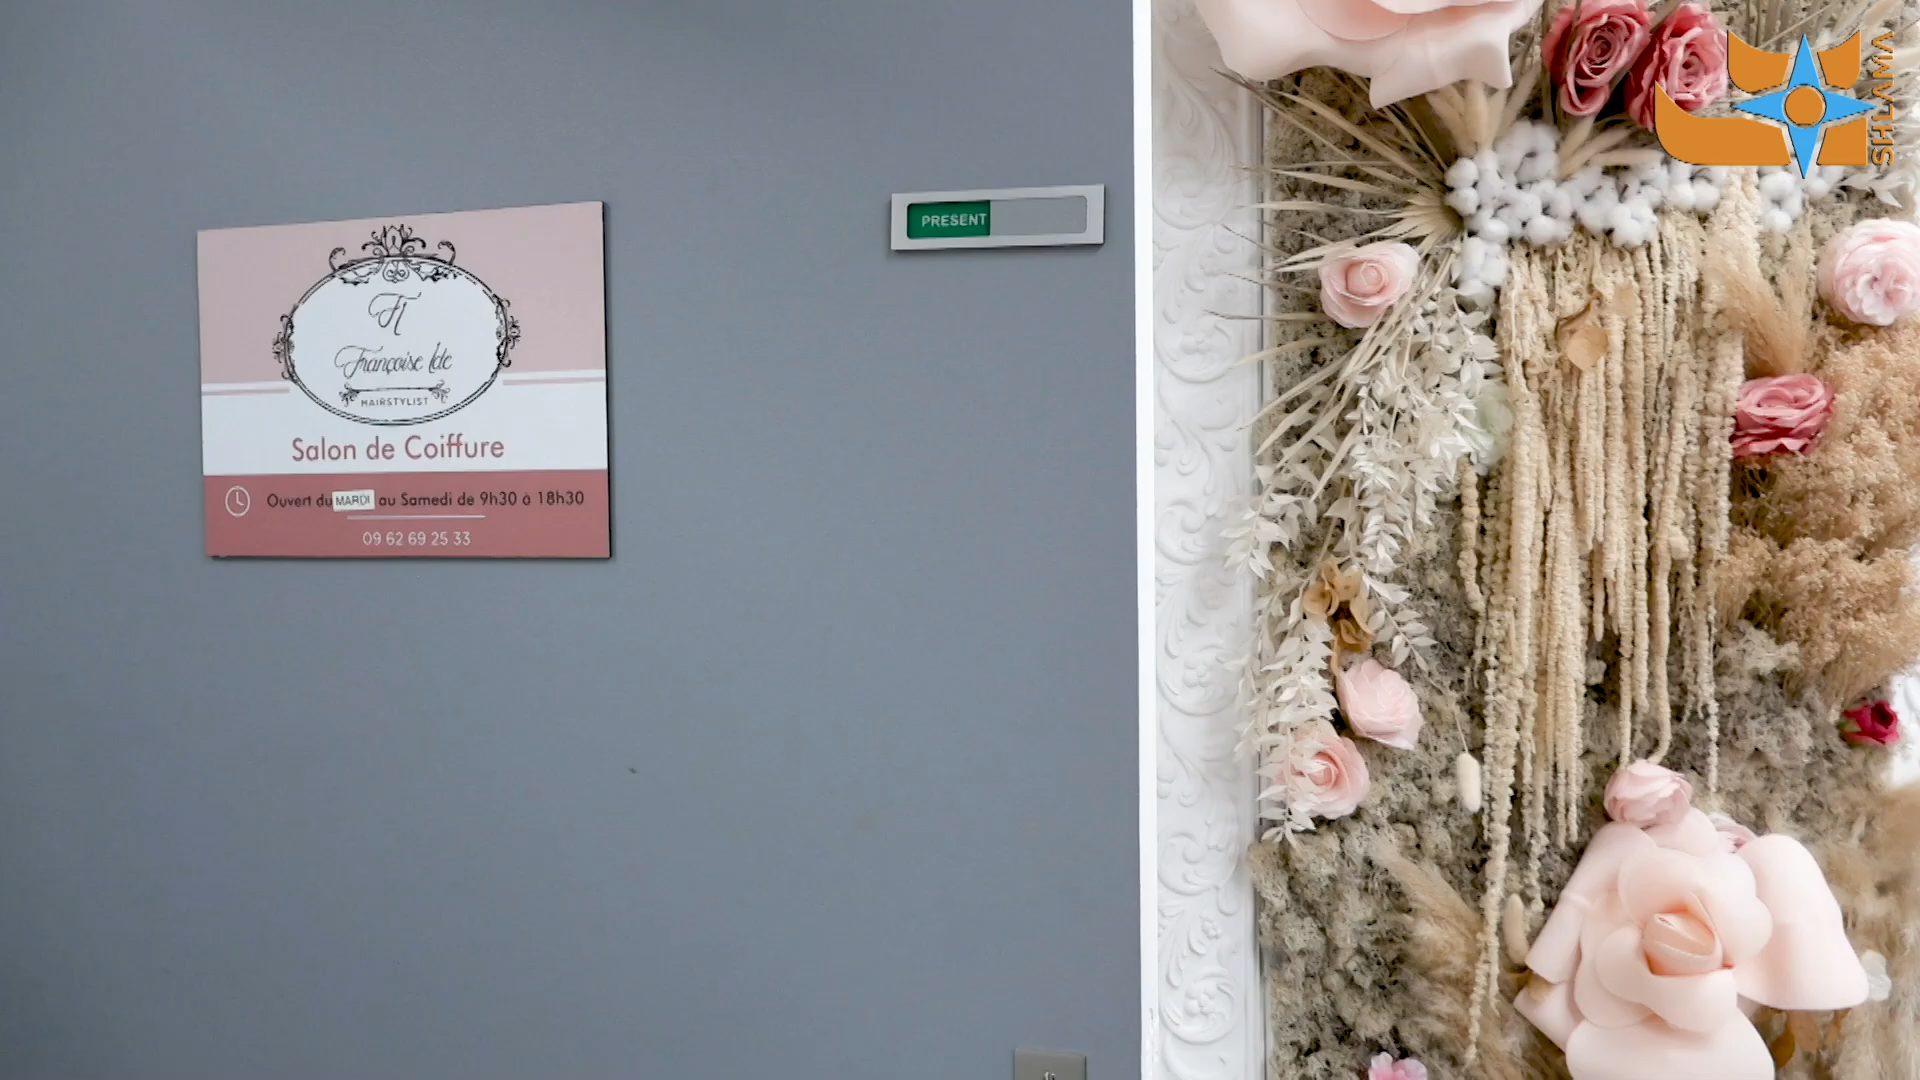 FI
Françoise Ide
HAIRSTYLIST
Salon de Coiffure
Ouvert du MARDI au Samedi de 9h30 à 18h30
09 62 69 25 33
PRESENT
SHLAMA